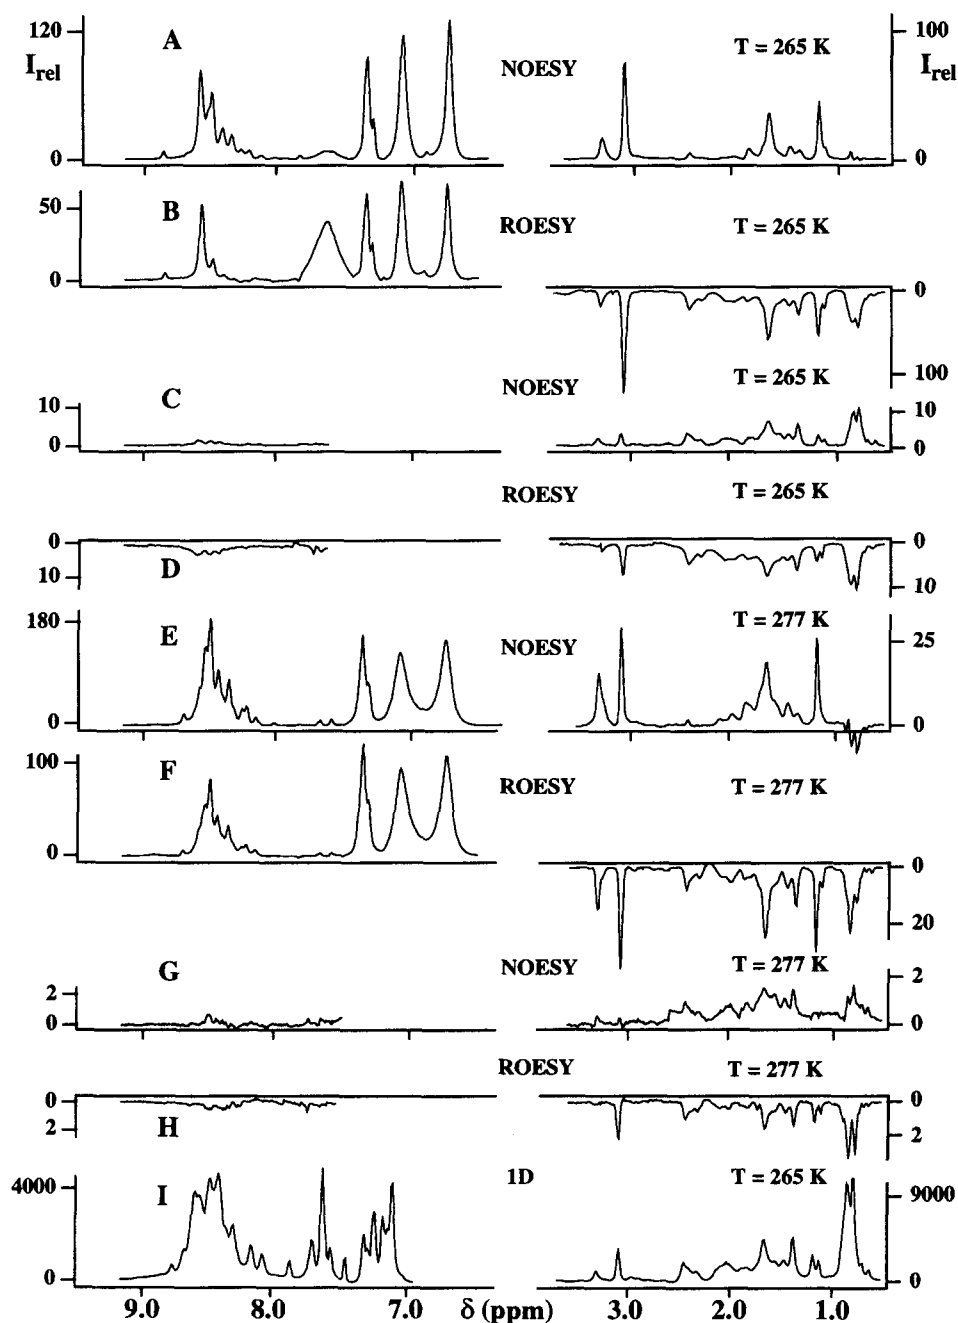 120
I rel
0
A
NOESY
T = 265 K
100
I rel
0
50
0
B
ROESY
T = 265 K
0
100
10
0
C
NOESY
T = 265 K
10
0
ROESY
T = 265 K
0
10
D
0
10
180
0
E
NOESY
T = 277 K
25
0
100
0
F
ROESY
T = 277 K
0
20
2
0
G
NOESY
T = 277 K
2
0
ROESY
T = 277 K
0
2
H
0
2
4000
0
I
1D
T = 265 K
9000
0
9.0 8.0 7.0 δ (ppm) 3.0 2.0 1.0